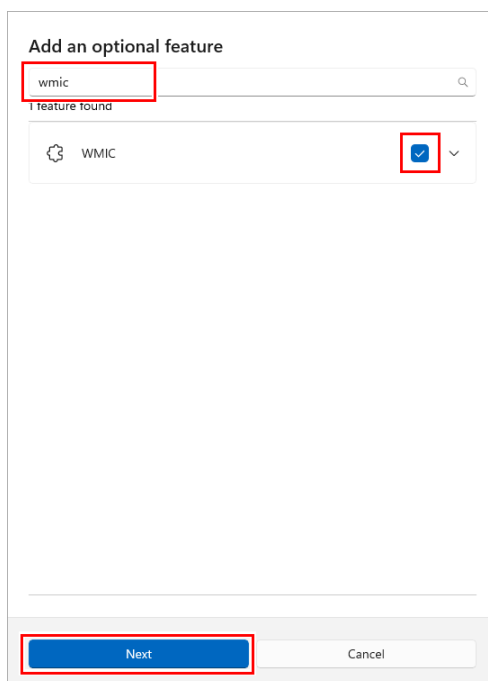 Add an optional feature
wmic
1 feature found
WMIC
Next
Cancel